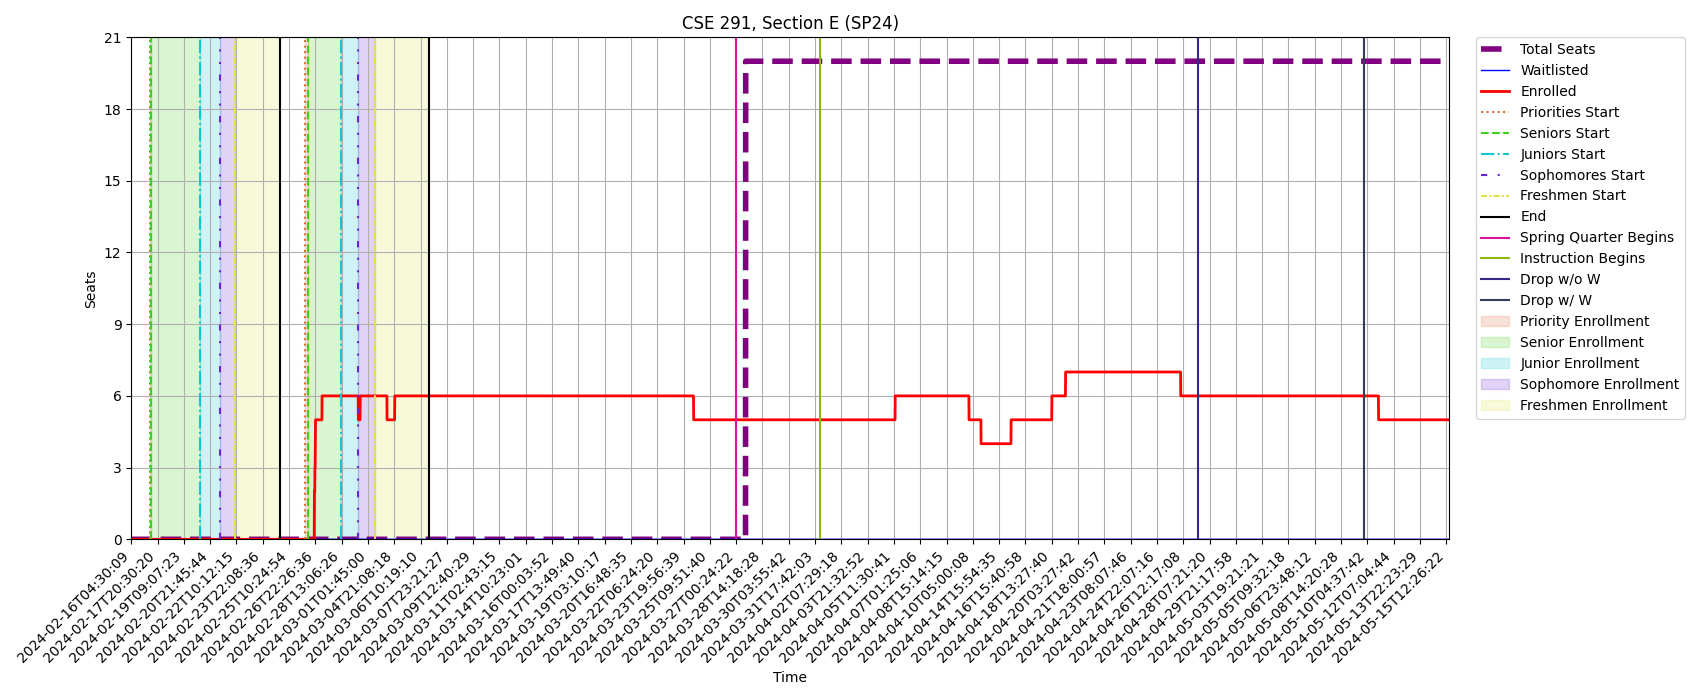 CSE 291, Section E (SP24)
21
18
15
12
9
6
3
0
Seats
2024-02-16T04:30:09
2024-02-17T20:30:20
2024-02-19T09:07:23
2024-02-20T21:45:44
2024-02-22T10:12:15
2024-02-23T22:08:36
2024-02-25T10:24:54
2024-02-26T22:26:36
2024-02-28T13:06:26
2024-03-01T01:45:00
2024-03-04T21:08:18
2024-03-06T10:19:10
2024-03-07T23:21:27
2024-03-09T12:40:29
2024-03-11T02:43:15
2024-03-14T10:23:01
2024-03-16T00:03:52
2024-03-17T13:49:40
2024-03-19T03:10:17
2024-03-20T16:48:35
2024-03-22T06:24:20
2024-03-23T19:56:39
2024-03-25T09:51:40
2024-03-27T00:24:22
2024-03-28T14:18:28
2024-03-30T03:55:42
2024-03-31T17:42:03
2024-04-02T07:29:18
2024-04-03T21:32:52
2024-04-05T11:30:41
2024-04-07T01:25:06
2024-04-08T15:14:15
2024-04-10T05:00:08
2024-04-14T15:54:35
2024-04-16T15:40:58
2024-04-18T13:27:40
2024-04-20T03:27:42
2024-04-21T18:00:57
2024-04-23T08:07:46
2024-04-24T22:07:16
2024-04-26T12:17:08
2024-04-28T07:21:20
2024-04-29T21:17:58
2024-05-03T19:21:21
2024-05-05T09:32:18
2024-05-06T23:48:12
2024-05-08T14:20:28
2024-05-10T04:37:42
2024-05-12T07:04:44
2024-05-13T22:23:29
2024-05-15T12:26:22
Time
Total Seats
Waitlisted
Enrolled
Priorities Start
Seniors Start
Juniors Start
Sophomores Start
Freshmen Start
End
Spring Quarter Begins
Instruction Begins
Drop w/o W
Drop w/ W
Priority Enrollment
Senior Enrollment
Junior Enrollment
Sophomore Enrollment
Freshmen Enrollment